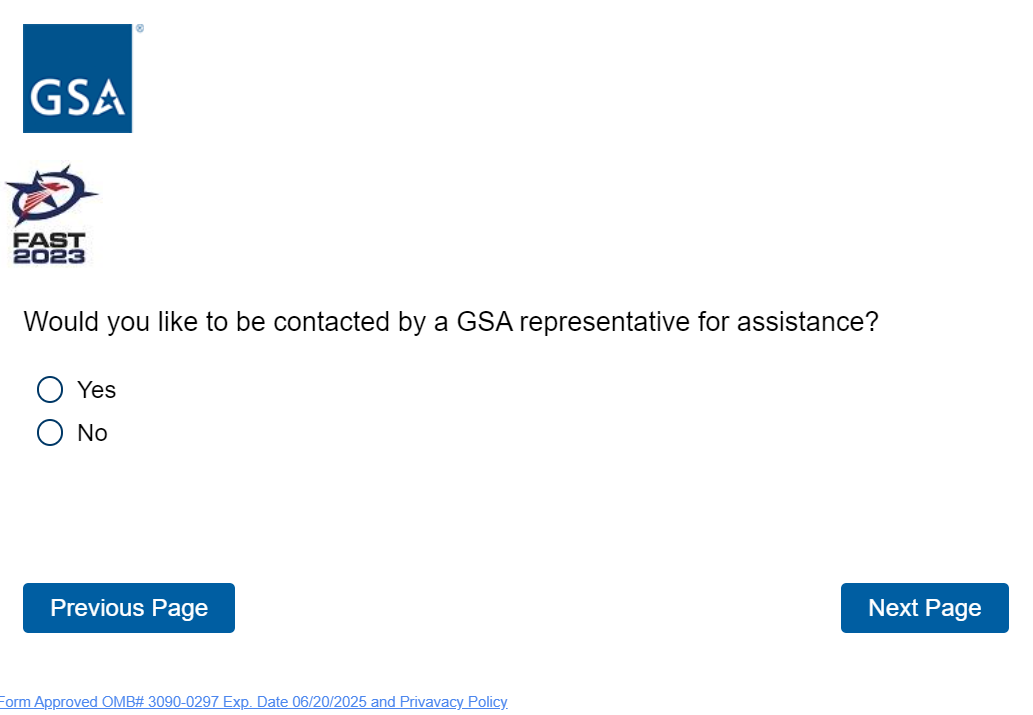 GSA
®
FAST
2023
Would you like to be contacted by a GSA representative for assistance?
Yes
No
Previous Page
Next Page
Form Approved OMB# 3090-0297 Exp. Date 06/20/2025 and Privavacy Policy